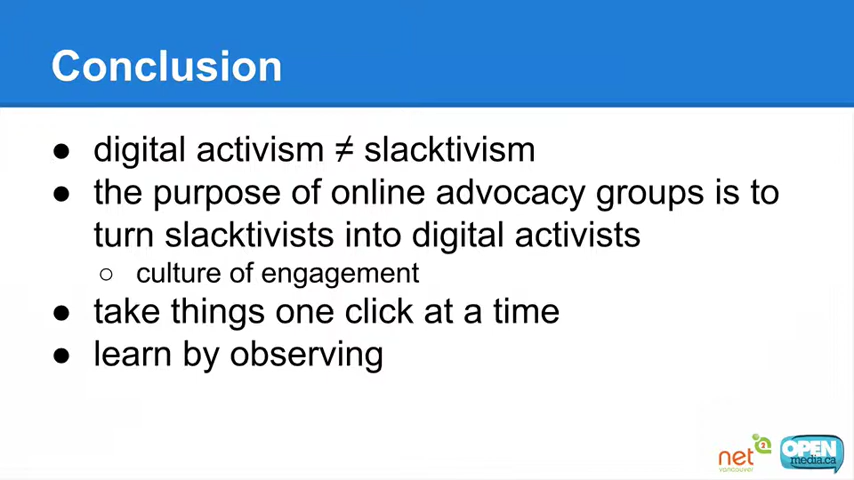 Conclusion
● digital activism ≠ slacktivism
● the purpose of online advocacy groups is to
turn slacktivists into digital activists
○ culture of engagement
● take things one click at a time
● learn by observing
net2
vancouver
OPEN
media.ca